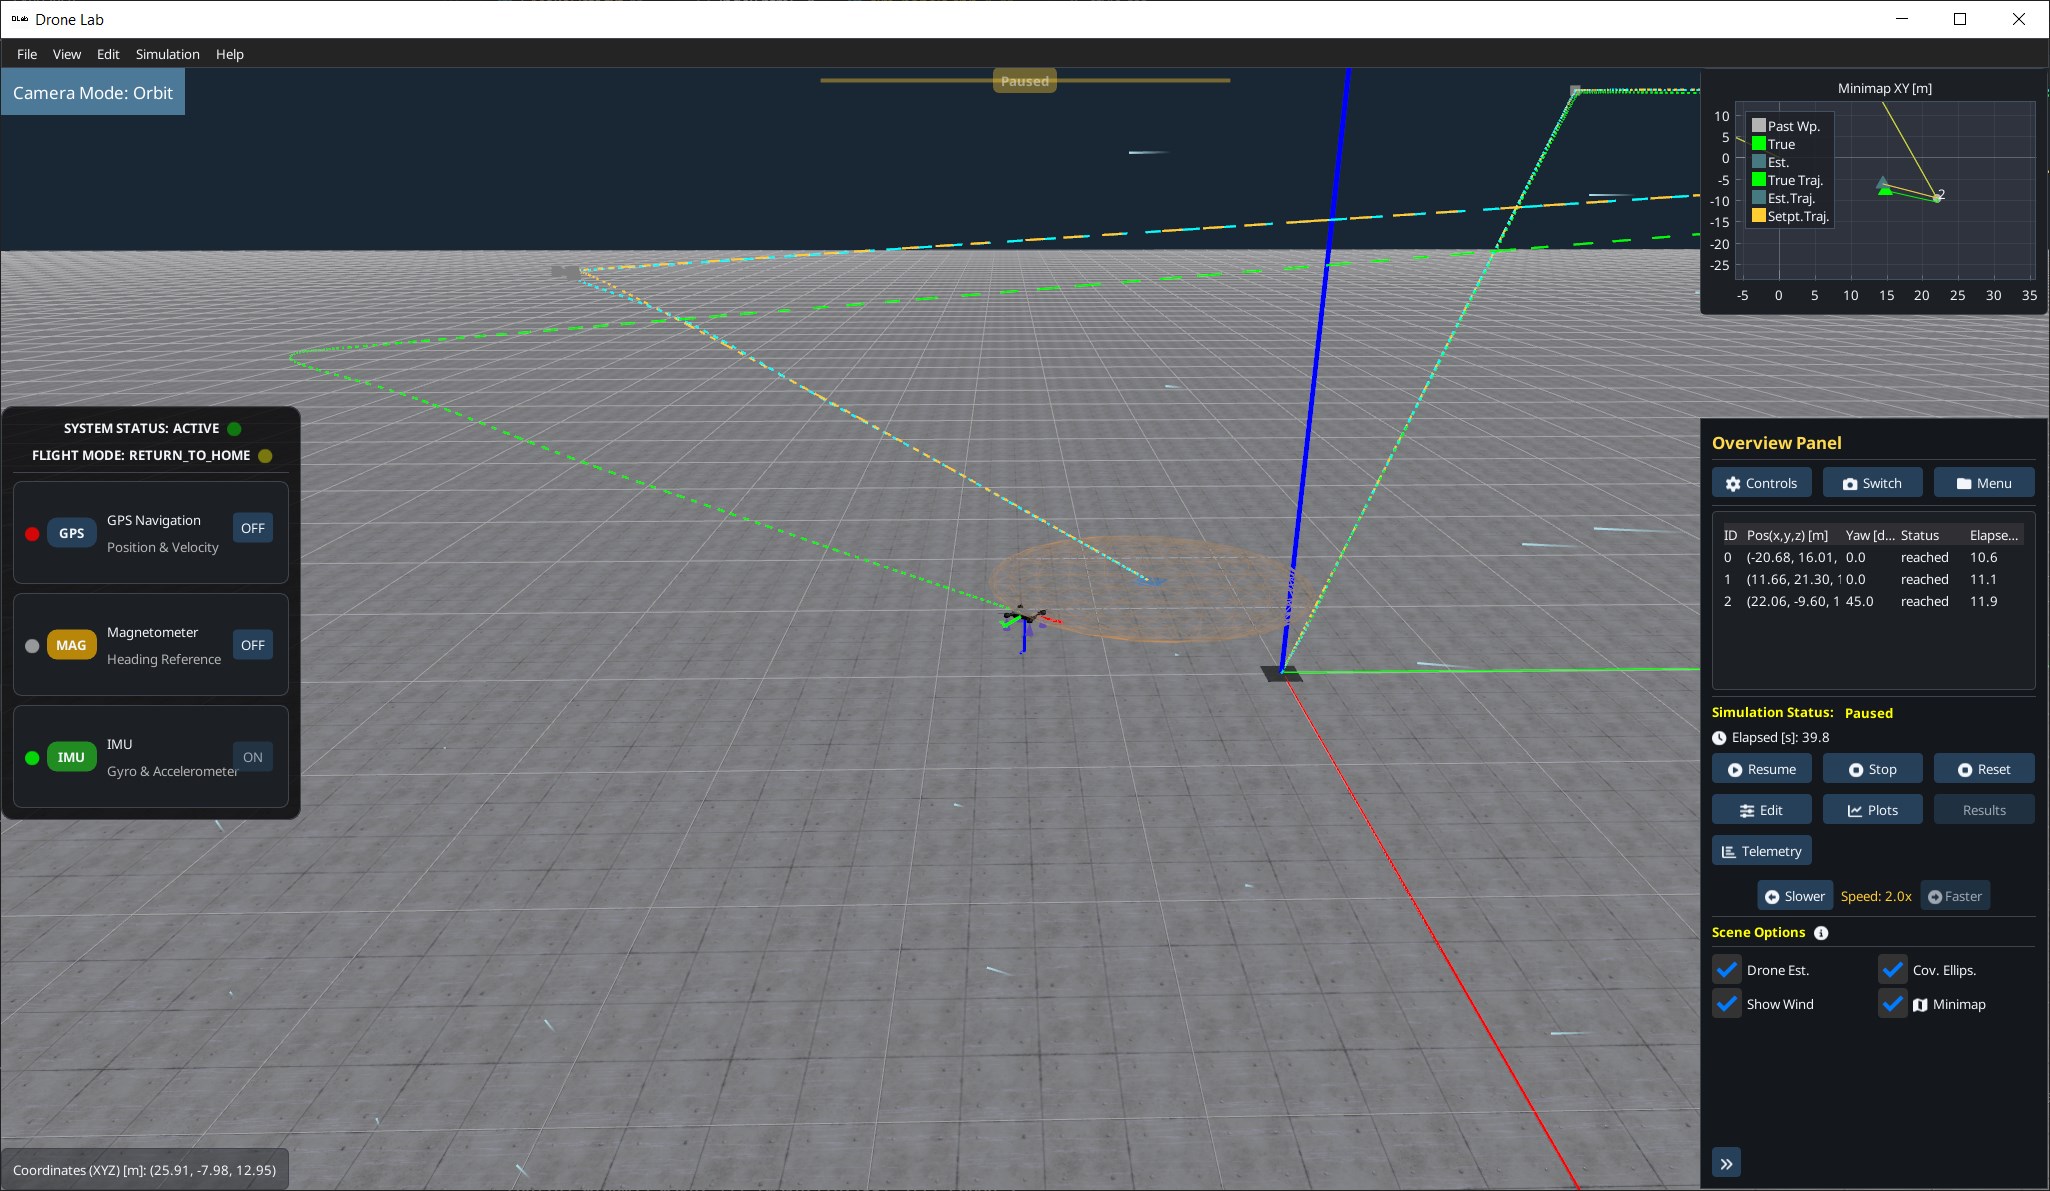 DLab Drone Lab
File View Edit Simulation Help
Camera Mode: Orbit
Paused
Minimap XY [m]
10
5
0
-5
-10
-15
-20
-25
Past Wp.
True
Est.
True Traj.
Est.Traj.
Setpt.Traj.
2
-5 0 5 10 15 20 25 30 35
SYSTEM STATUS: ACTIVE
FLIGHT MODE: RETURN_TO_HOME
GPS
GPS Navigation
Position & Velocity
OFF
MAG
Magnetometer
Heading Reference
OFF
IMU
IMU
Gyro & Accelerometer
ON
Overview Panel
Controls Switch Menu
ID Pos(x,y,z) [m] Yaw [d... Status Elapse...
0 (-20.68, 16.01, 0.0 reached 10.6
1 (11.66, 21.30, 1 0.0 reached 11.1
2 (22.06, -9.60, 1 45.0 reached 11.9
Simulation Status: Paused
Elapsed [s]: 39.8
Resume Stop Reset
Edit Plots Results
Telemetry
Slower Speed: 2.0x Faster
Scene Options
Drone Est. Cov. Ellips.
Show Wind Minimap
Coordinates (XYZ) [m]: (25.91, -7.98, 12.95)